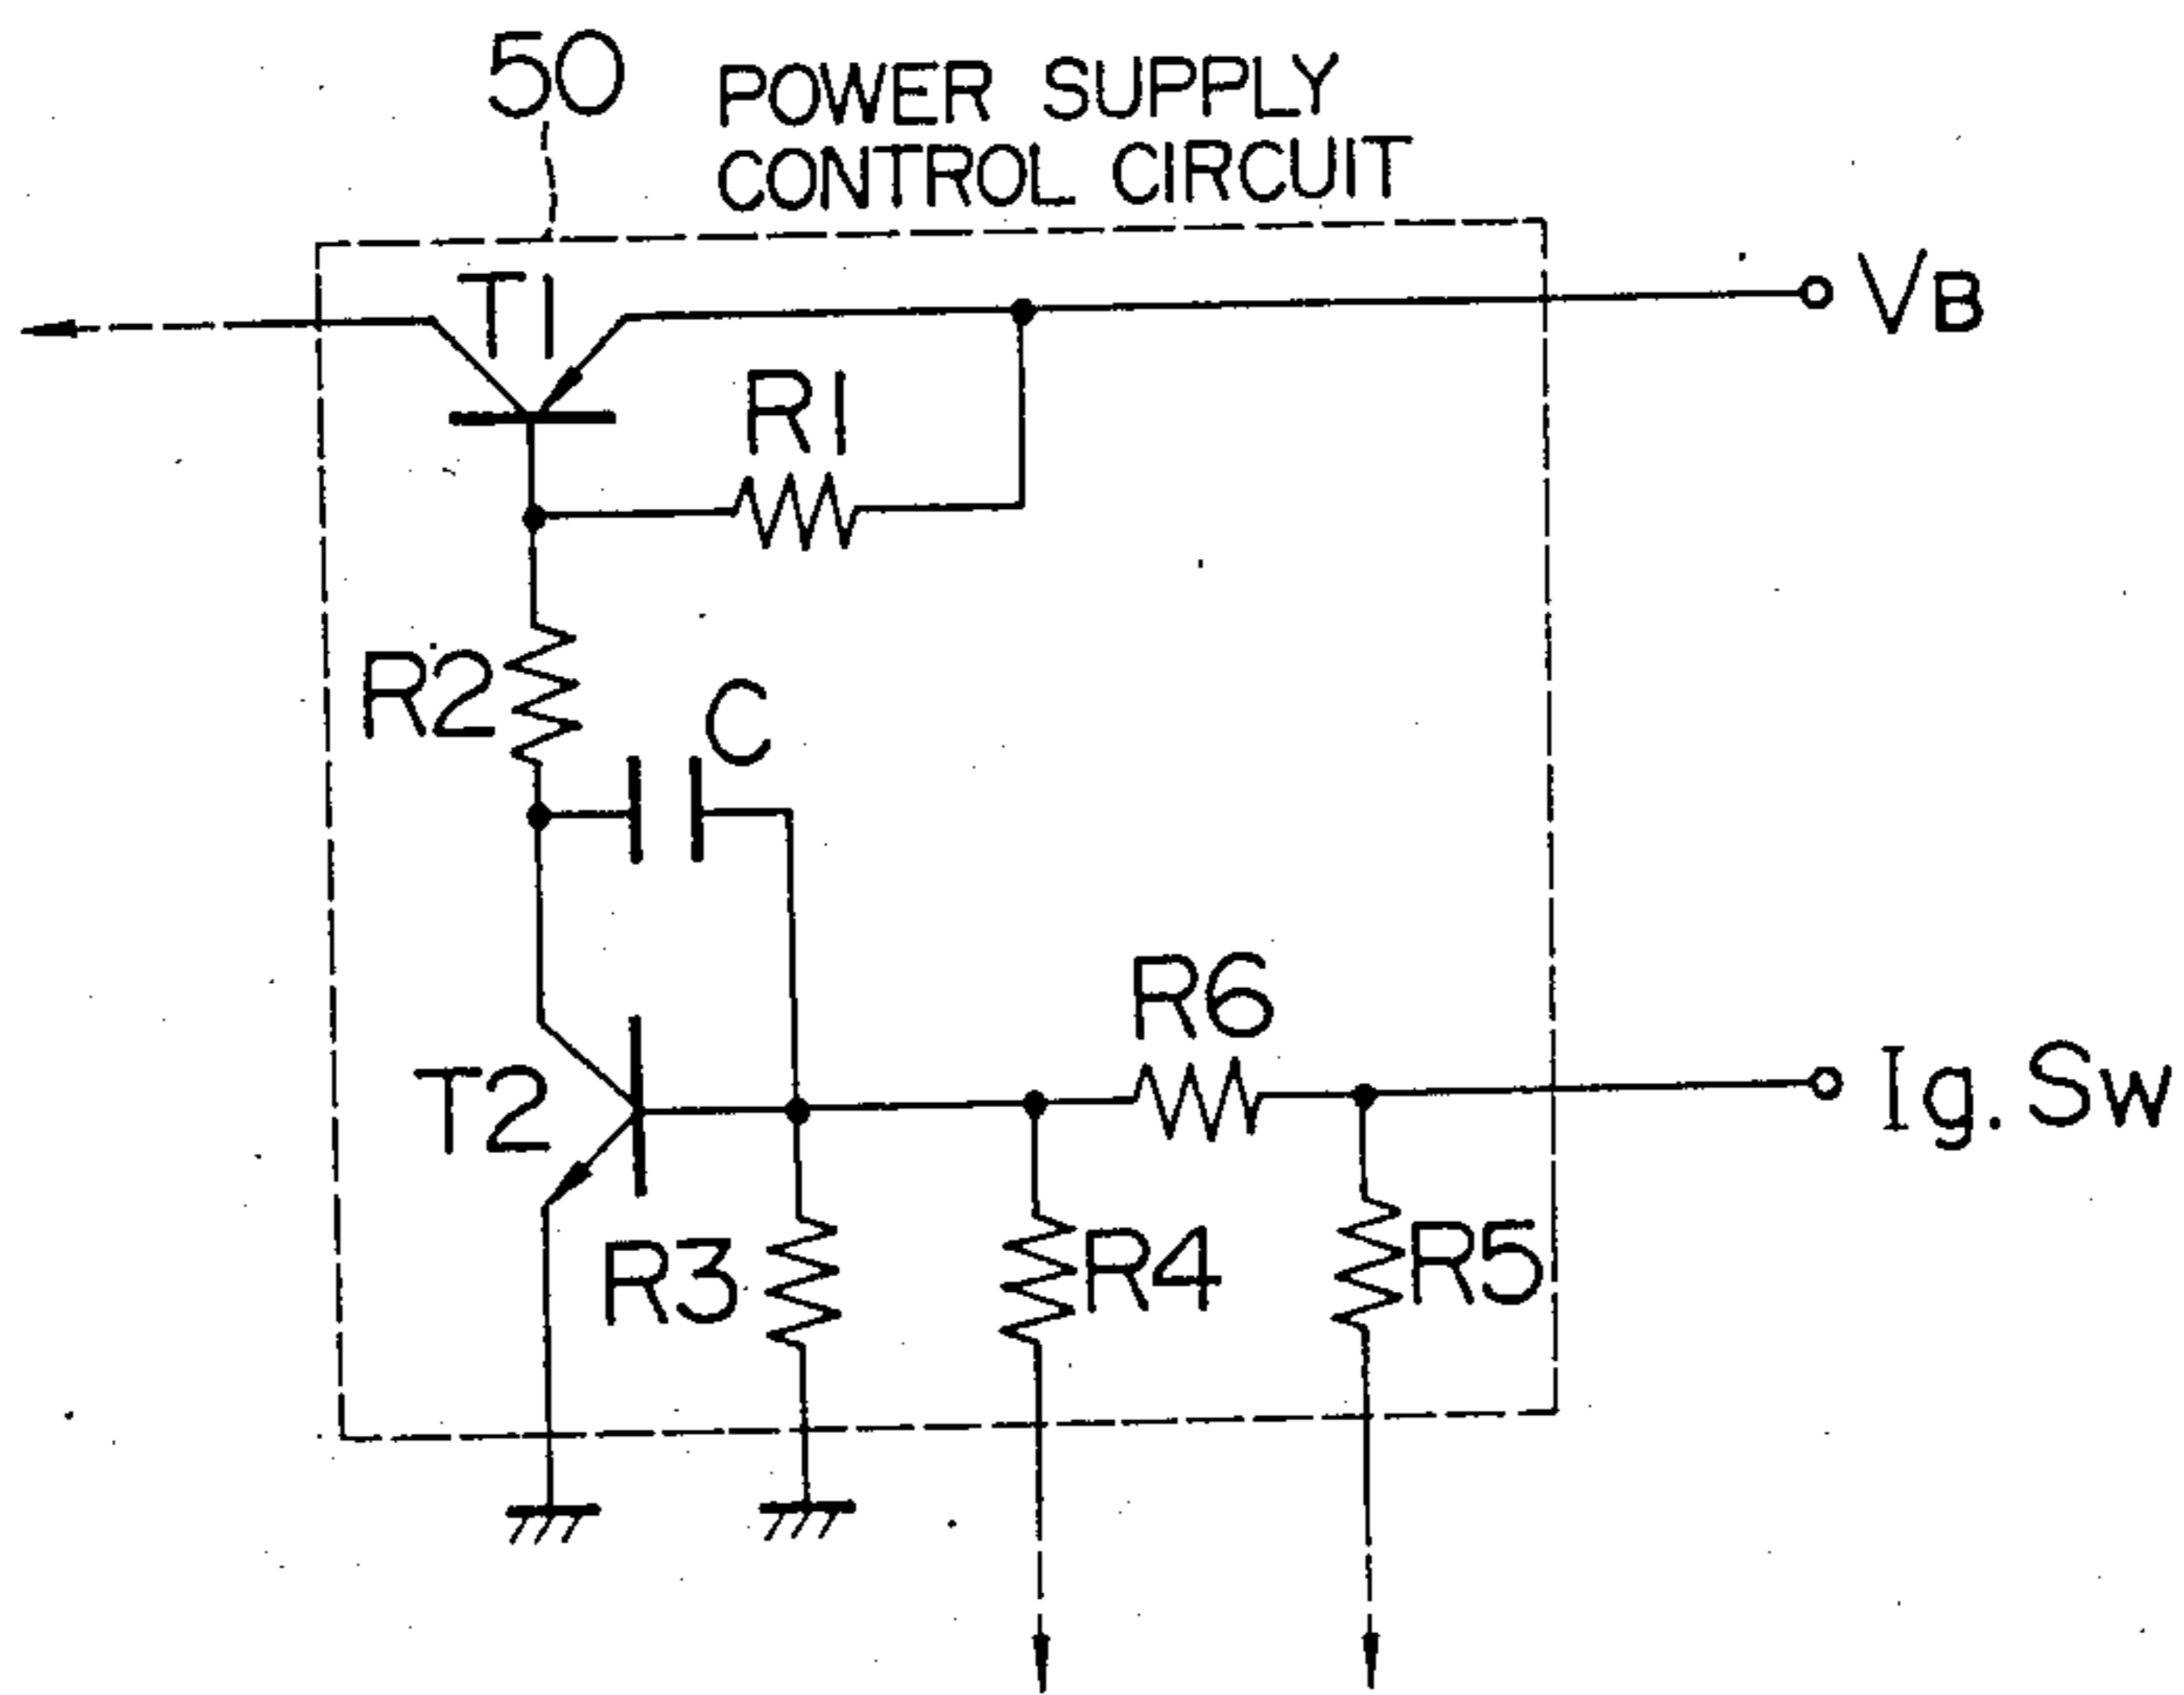 50
POWER SUPPLY
CONTROL CIRCUIT
T1
VB
R1
R2
C
R6
T2
Ig. Sw
R3
R4
R5